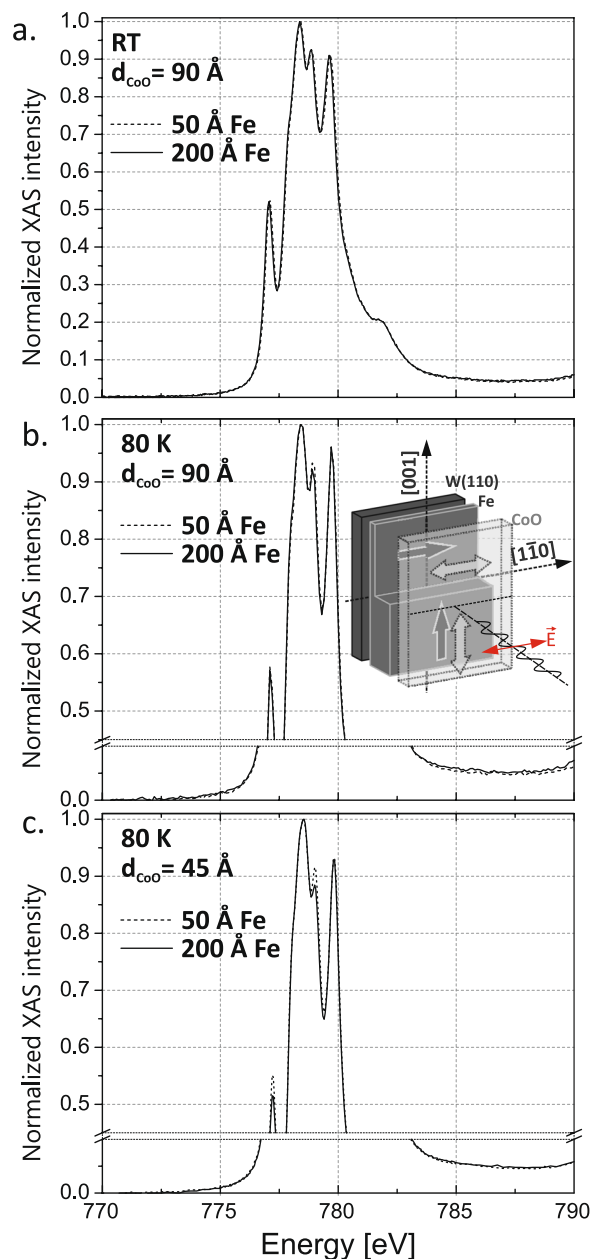 a.
RT
d_CoO= 90 Å
50 Å Fe
200 Å Fe
Normalized XAS intensity
1.0
0.9
0.8
0.7
0.6
0.5
0.4
0.3
0.2
0.1
0.0
b.
80 K
d_CoO= 90 Å
50 Å Fe
200 Å Fe
[001]
W(110)
Fe
CoO
[11̅0]
E⃗
Normalized XAS intensity
1.0
0.9
0.8
0.7
0.6
0.5
0.0
c.
80 K
d_CoO= 45 Å
50 Å Fe
200 Å Fe
Normalized XAS intensity
1.0
0.9
0.8
0.7
0.6
0.5
0.0
770 775 780 785 790
Energy [eV]